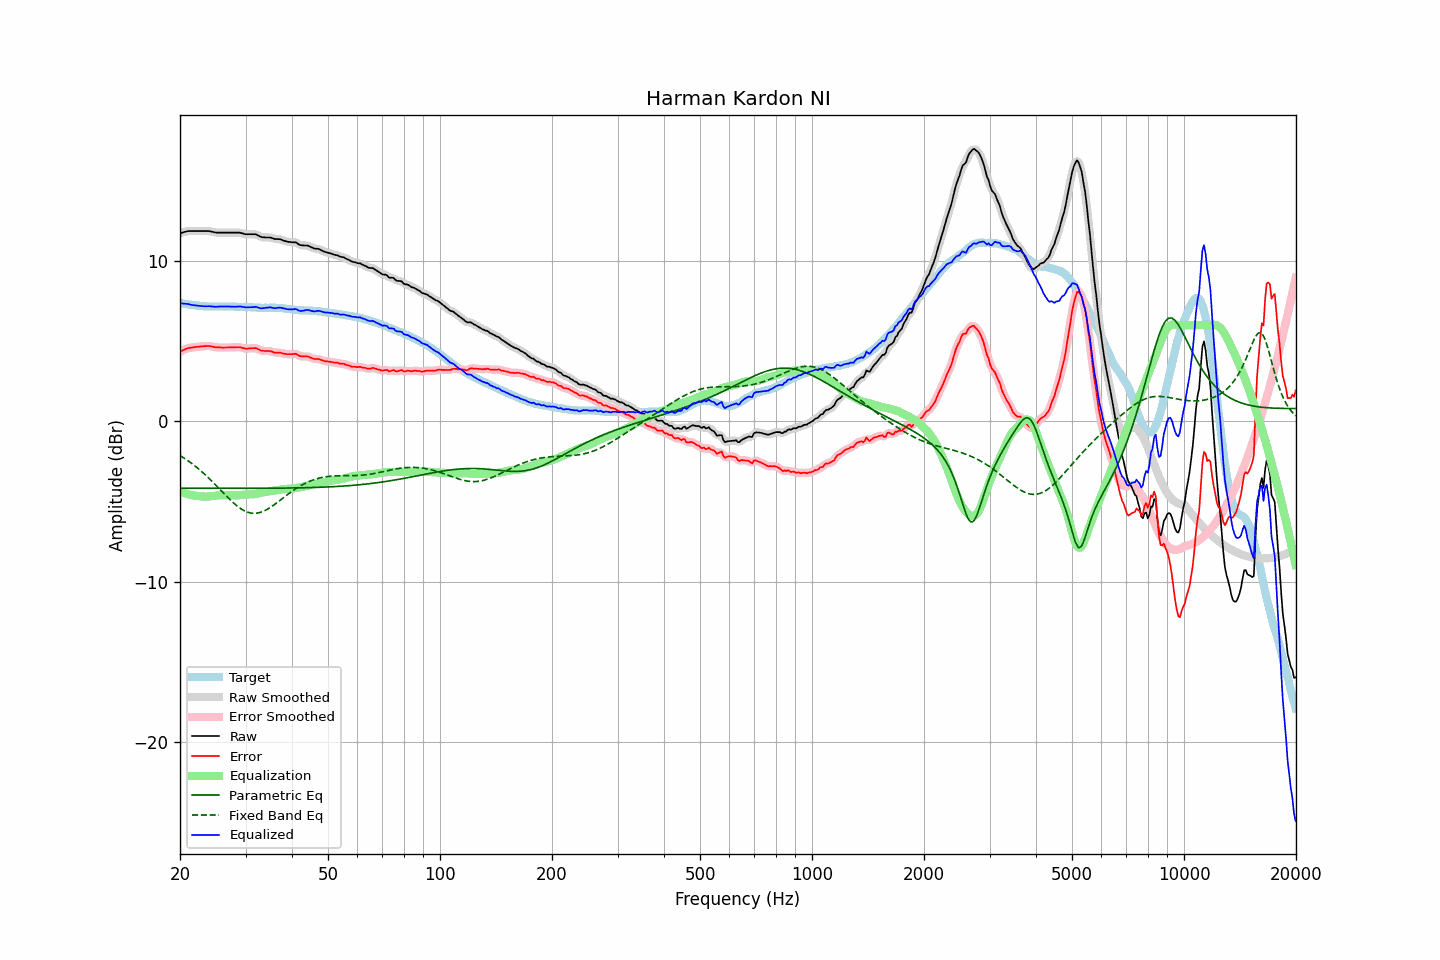 Harman Kardon NI
Amplitude (dBr)
10
0
−10
−20
Target
Raw Smoothed
Error Smoothed
Raw
Error
Equalization
Parametric Eq
Fixed Band Eq
Equalized
20 50 100 200 500 1000 2000 5000 10000 20000
Frequency (Hz)